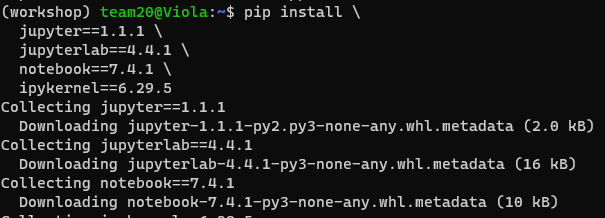 (workshop) team20@Viola:~$ pip install \
jupyter==1.1.1 \
jupyterlab==4.4.1 \
notebook==7.4.1 \
ipykernel==6.29.5
Collecting jupyter==1.1.1
Downloading jupyter-1.1.1-py2.py3-none-any.whl.metadata (2.0 kB)
Collecting jupyterlab==4.4.1
Downloading jupyterlab-4.4.1-py3-none-any.whl.metadata (16 kB)
Collecting notebook==7.4.1
Downloading notebook-7.4.1-py3-none-any.whl.metadata (10 kB)